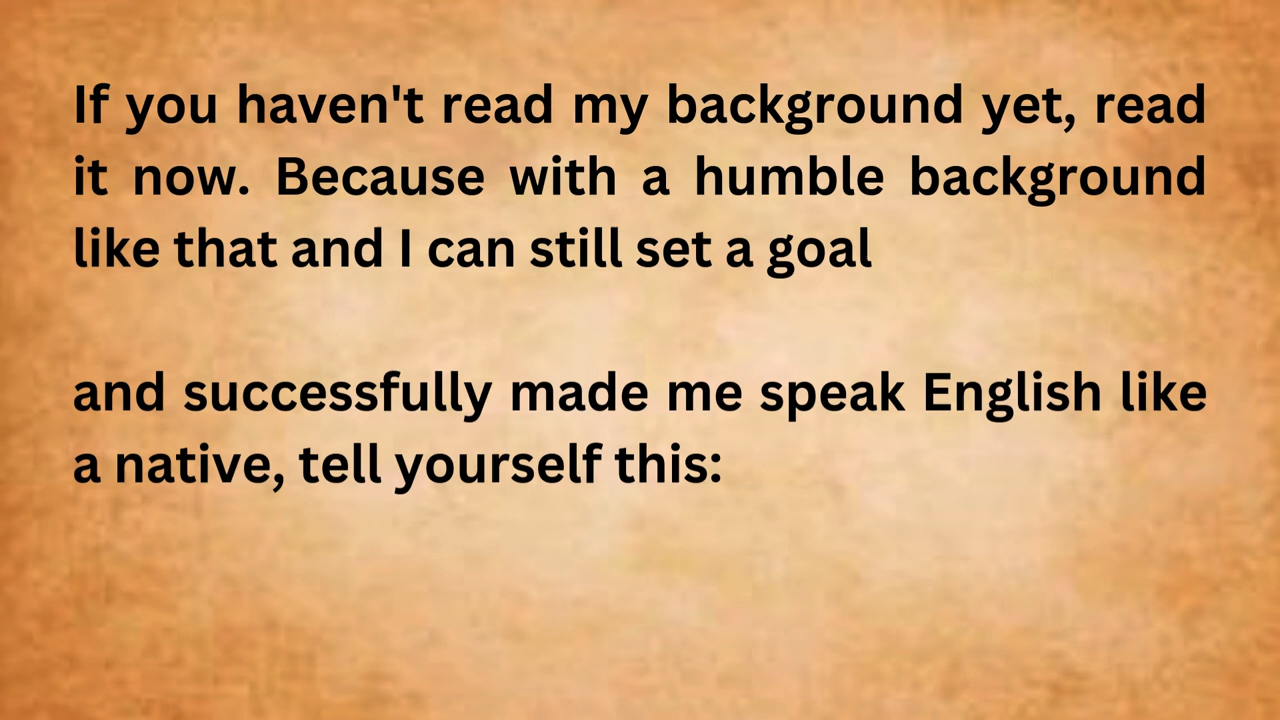 If you haven't read my background yet, read
it now. Because with a humble background
like that and I can still set a goal
and successfully made me speak English like
a native, tell yourself this: